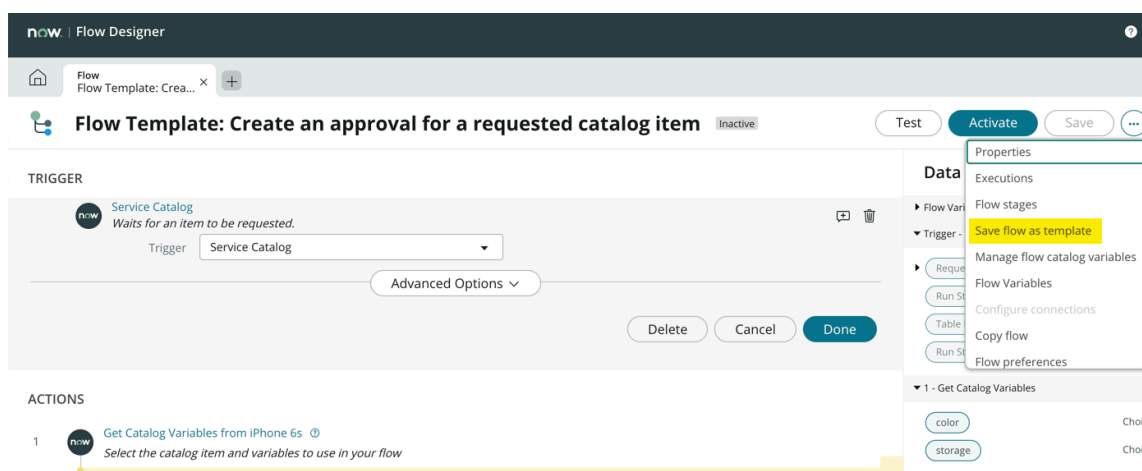 now. | Flow Designer
Flow
Flow Template: Crea...
Flow Template: Create an approval for a requested catalog item Inactive
Test Activate Save
TRIGGER
now
Service Catalog
Waits for an item to be requested.
Trigger Service Catalog
Advanced Options
Delete Cancel Done
ACTIONS
1
now
Get Catalog Variables from iPhone 6s
Select the catalog item and variables to use in your flow
Data
Flow Vari
Trigger -
Reque
Run St
Table
Run St
Properties
Executions
Flow stages
Save flow as template
Manage flow catalog variables
Flow Variables
Configure connections
Copy flow
Flow preferences
1 - Get Catalog Variables
color Choi
storage Choi